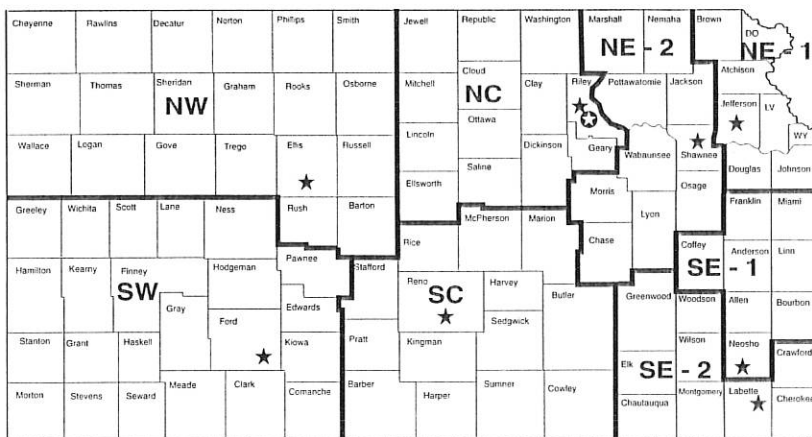 Cheyenne Rawlins Decatur Norton Phillips Smith Jewell Republic Washington Marshall Nemaha Brown DO
NE - 2 NE - 1
Sherman Thomas Sheridan Graham Rooks Osborne Mitchell Cloud Clay Riley Pottawatomie Jackson Atchison
NW NC
Jefferson LV
Wallace Logan Gove Trego Ellis Russell Lincoln Ottawa Dickinson Geary Wabaunsee Shawnee WY
Ellsworth Saline Morris Osage Douglas Johnson
Greeley Wichita Scott Lane Ness Rush Barton Rice McPherson Marion Chase Lyon Franklin Miami
Hamilton Kearny Finney Hodgeman Pawnee Stafford Coffey Anderson Linn
SW SE - 1
Gray Edwards Reno Harvey Butler Greenwood Woodson Allen Bourbon
SC
Stanton Grant Haskell Ford Kiowa Pratt Kingman Sedgwick Elk Wilson Neosho Crawford
SE - 2
Morton Stevens Seward Meade Clark Comanche Barber Harper Sumner Cowley Chautauqua Montgomery Labette Cherokee